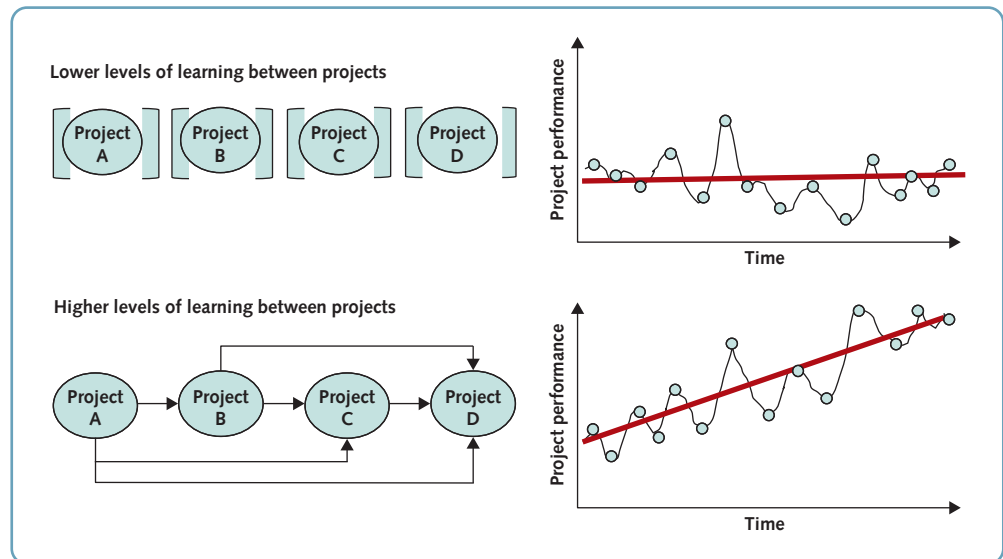 Lower levels of learning between projects
Project
A
Project
B
Project
C
Project
D
Project performance
Time
Higher levels of learning between projects
Project
A
Project
B
Project
C
Project
D
Project performance
Time